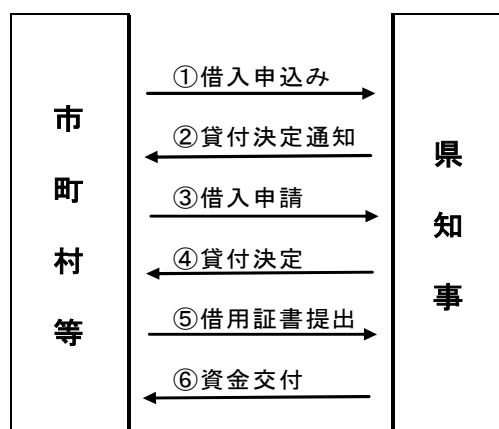 市町村等
①借入申込み
②貸付決定通知
③借入申請
④貸付決定
⑤借用証書提出
⑥資金交付
県知事